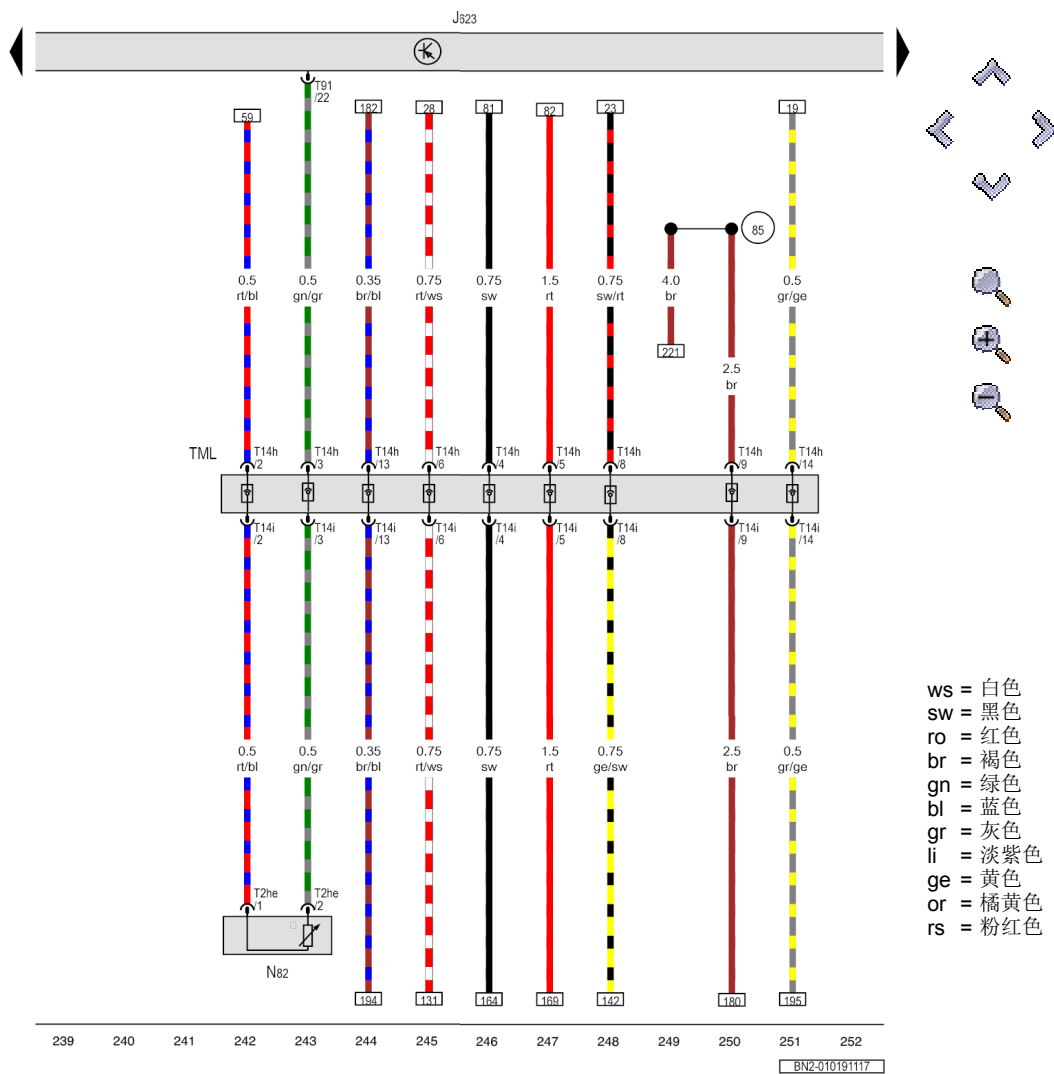 J623
T91
/22
59
182
28
81
82
23
19
85
0.5
rt/bl
0.5
gn/gr
0.35
br/bl
0.75
rt/ws
0.75
sw
1.5
rt
0.75
sw/rt
4.0
br
0.5
gr/ge
221
2.5
br
TML
T14h
/2
T14h
/3
T14h
/13
T14h
/6
T14h
/4
T14h
/5
T14h
/8
T14h
/9
T14h
/14
T14i
/2
T14i
/3
T14i
/13
T14i
/6
T14i
/4
T14i
/5
T14i
/8
T14i
/9
T14i
/14
ws = 白色
sw = 黑色
ro = 红色
br = 褐色
gn = 绿色
bl = 蓝色
gr = 灰色
li = 淡紫色
ge = 黄色
or = 橘黄色
rs = 粉红色
0.5
rt/bl
0.5
gn/gr
0.35
br/bl
0.75
rt/ws
0.75
sw
1.5
rt
0.75
ge/sw
2.5
br
0.5
gr/ge
T2he
/1
T2he
/2
N82
194
131
164
169
142
180
195
239 240 241 242 243 244 245 246 247 248 249 250 251 252
BN2-010191117